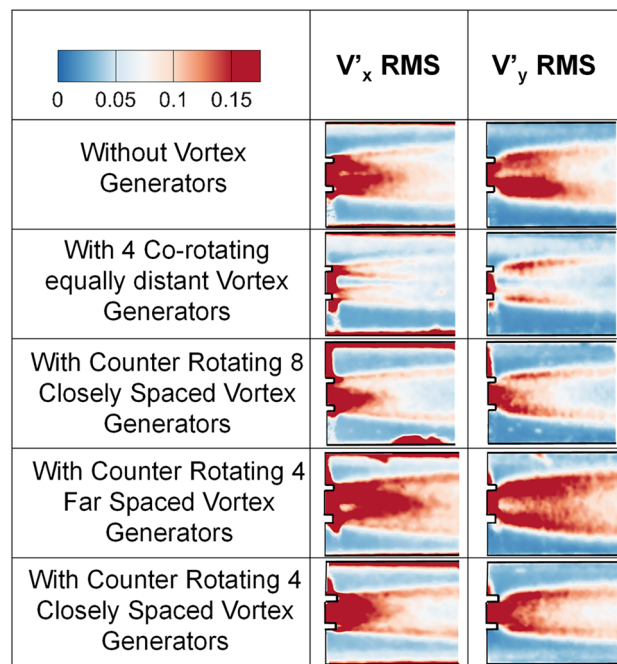 0 0.05 0.1 0.15
V'x RMS
V'y RMS
Without Vortex
Generators
With 4 Co-rotating
equally distant Vortex
Generators
With Counter Rotating 8
Closely Spaced Vortex
Generators
With Counter Rotating 4
Far Spaced Vortex
Generators
With Counter Rotating 4
Closely Spaced Vortex
Generators